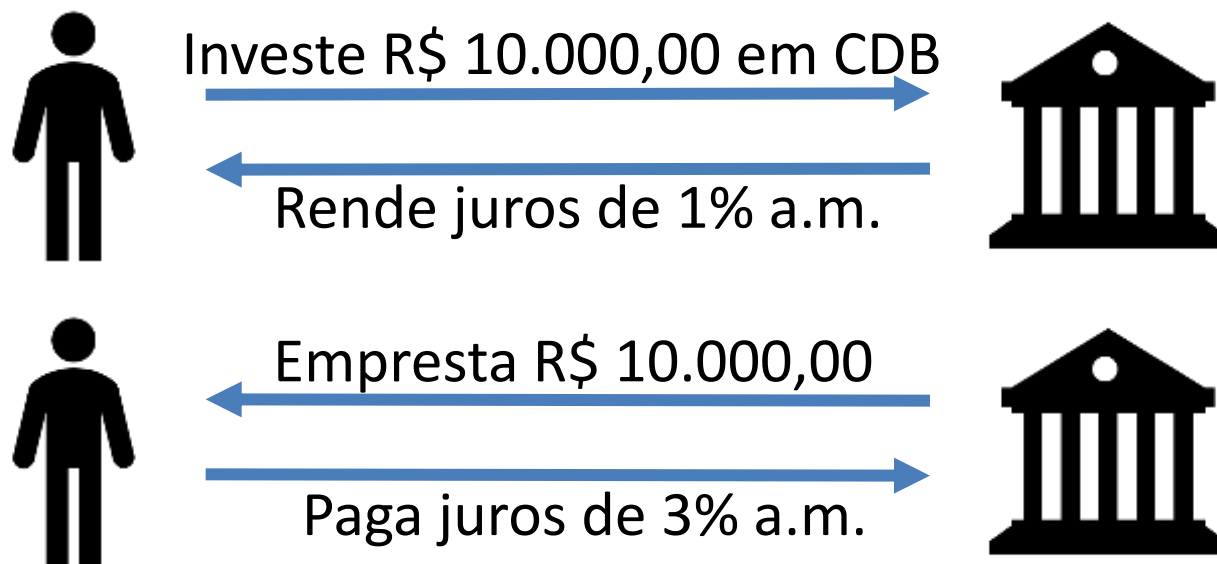 Investe R$ 10.000,00 em CDB
Rende juros de 1% a.m.
Empresta R$ 10.000,00
Paga juros de 3% a.m.